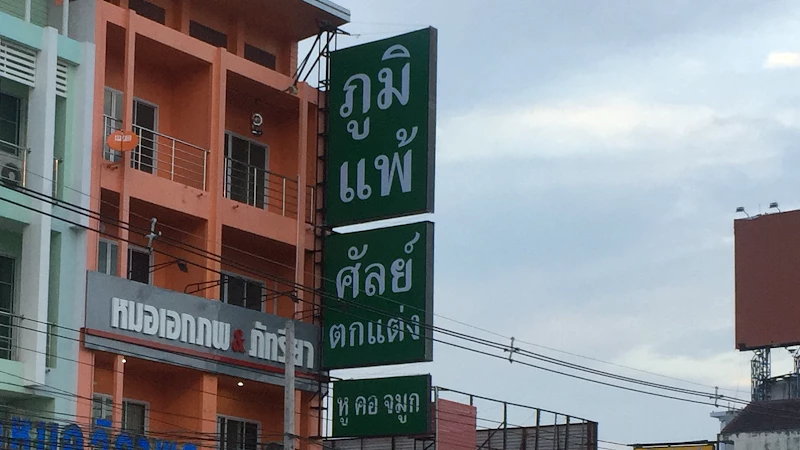 ภูมิ
แพ้
ศัลย์
ตกแต่ง
หู คอ จมูก
หมอเอกภพ & ภัทริยา